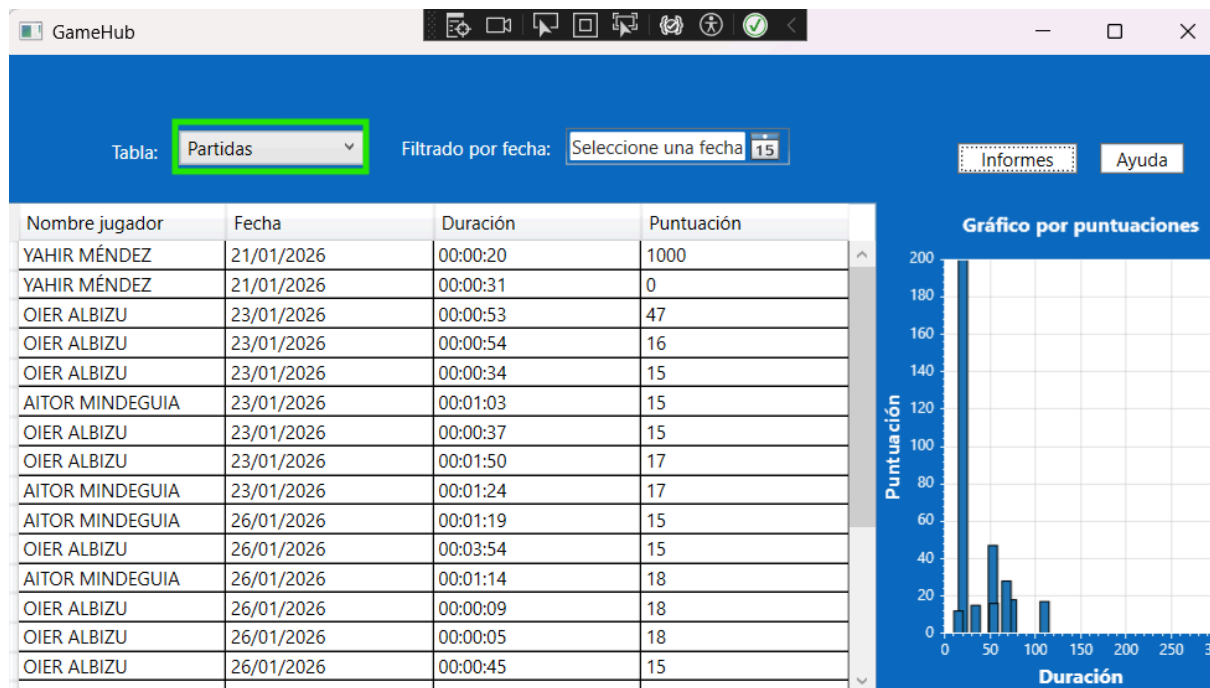 GameHub
Tabla: Partidas Filtrado por fecha: Seleccione una fecha 15 Informes Ayuda
Nombre jugador Fecha Duración Puntuación
YAHIR MÉNDEZ 21/01/2026 00:00:20 1000
YAHIR MÉNDEZ 21/01/2026 00:00:31 0
OIER ALBIZU 23/01/2026 00:00:53 47
OIER ALBIZU 23/01/2026 00:00:54 16
OIER ALBIZU 23/01/2026 00:00:34 15
AITOR MINDEGUIA 23/01/2026 00:01:03 15
OIER ALBIZU 23/01/2026 00:00:37 15
OIER ALBIZU 23/01/2026 00:01:50 17
AITOR MINDEGUIA 23/01/2026 00:01:24 17
AITOR MINDEGUIA 26/01/2026 00:01:19 15
OIER ALBIZU 26/01/2026 00:03:54 15
AITOR MINDEGUIA 26/01/2026 00:01:14 18
OIER ALBIZU 26/01/2026 00:00:09 18
OIER ALBIZU 26/01/2026 00:00:05 18
OIER ALBIZU 26/01/2026 00:00:45 15
Gráfico por puntuaciones
Puntuación
200
180
160
140
120
100
80
60
40
20
0
0 50 100 150 200 250
Duración